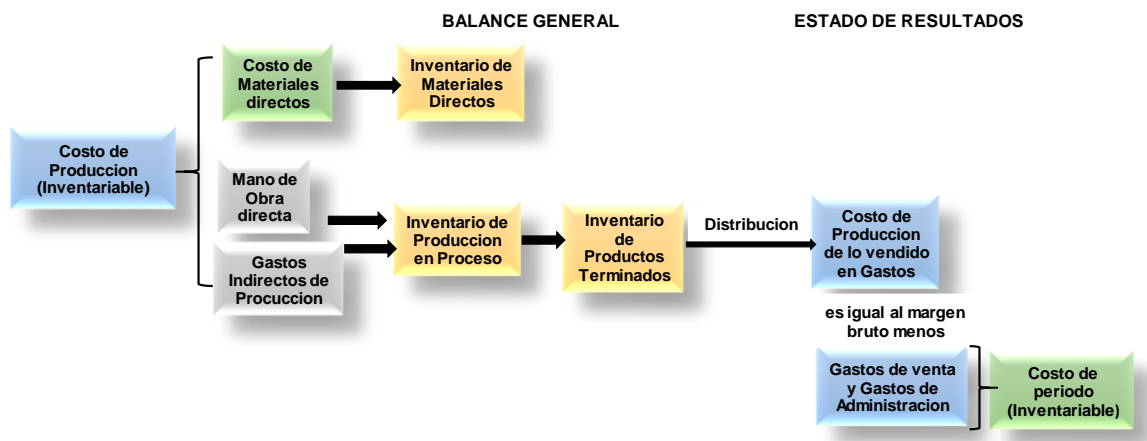 BALANCE GENERAL
ESTADO DE RESULTADOS
Costo de
Materiales
directos
Inventario de
Materiales
Directos
Costo de
Produccion
(Inventariable)
Mano de
Obra
directa
Gastos
Indirectos de
Procuccion
Inventario de
Produccion
en Proceso
Inventario
de
Productos
Terminados
Distribucion
Costo de
Produccion
de lo vendido
en Gastos
es igual al margen
bruto menos
Gastos de venta
y Gastos de
Administracion
Costo de
periodo
(Inventariable)